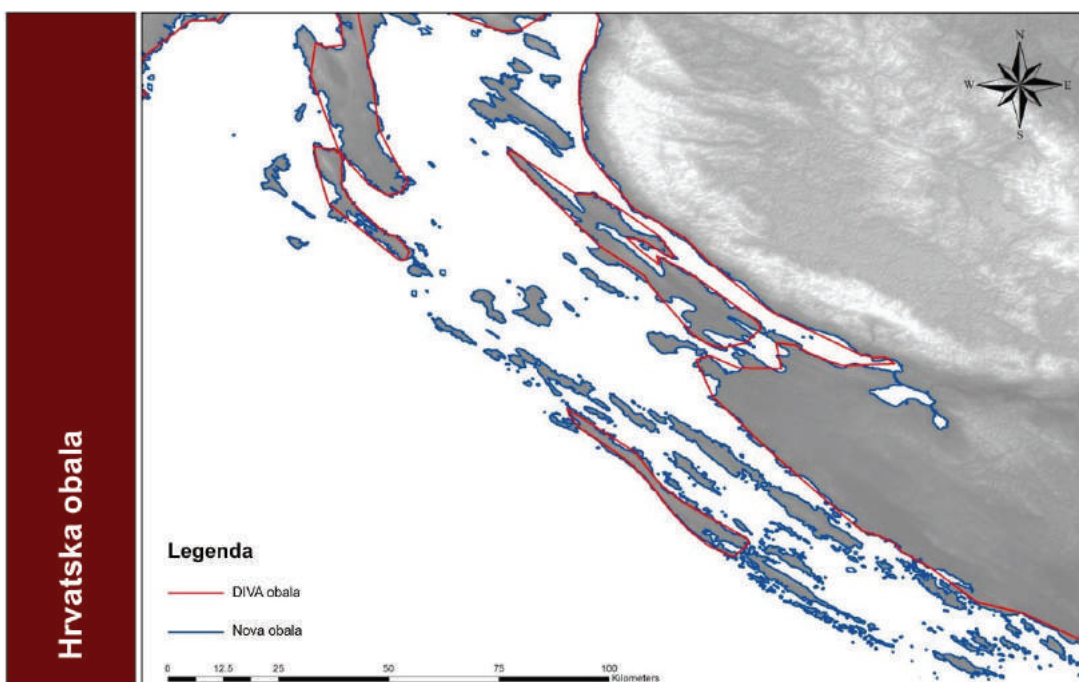 Hrvatska obala
N
W E
S
Legenda
DIVA obala
Nova obala
0 12.5 25 50 75 100
Kilometers